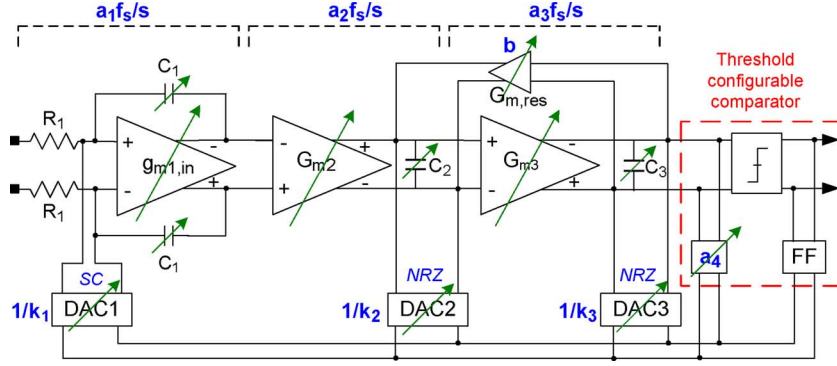 a1fs/s
a2fs/s
a3fs/s
b
Threshold
configurable
comparator
C1
Gm,res
R1
+
-
gm1,in
-
+
-
+
Gm2
+
-
C2
+
-
Gm3
-
+
C3
R1
C1
a4
FF
SC
NRZ
NRZ
1/k1
DAC1
1/k2
DAC2
1/k3
DAC3